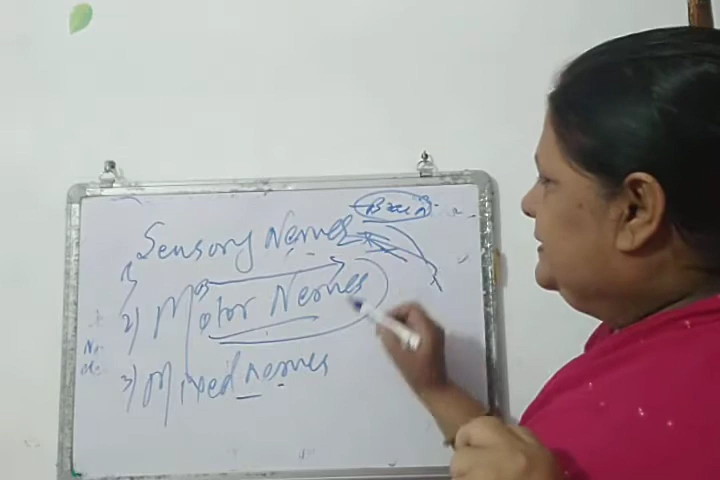 Brain
1) Sensory Nerves
2) Motor Nerves
3) Mixed nerves